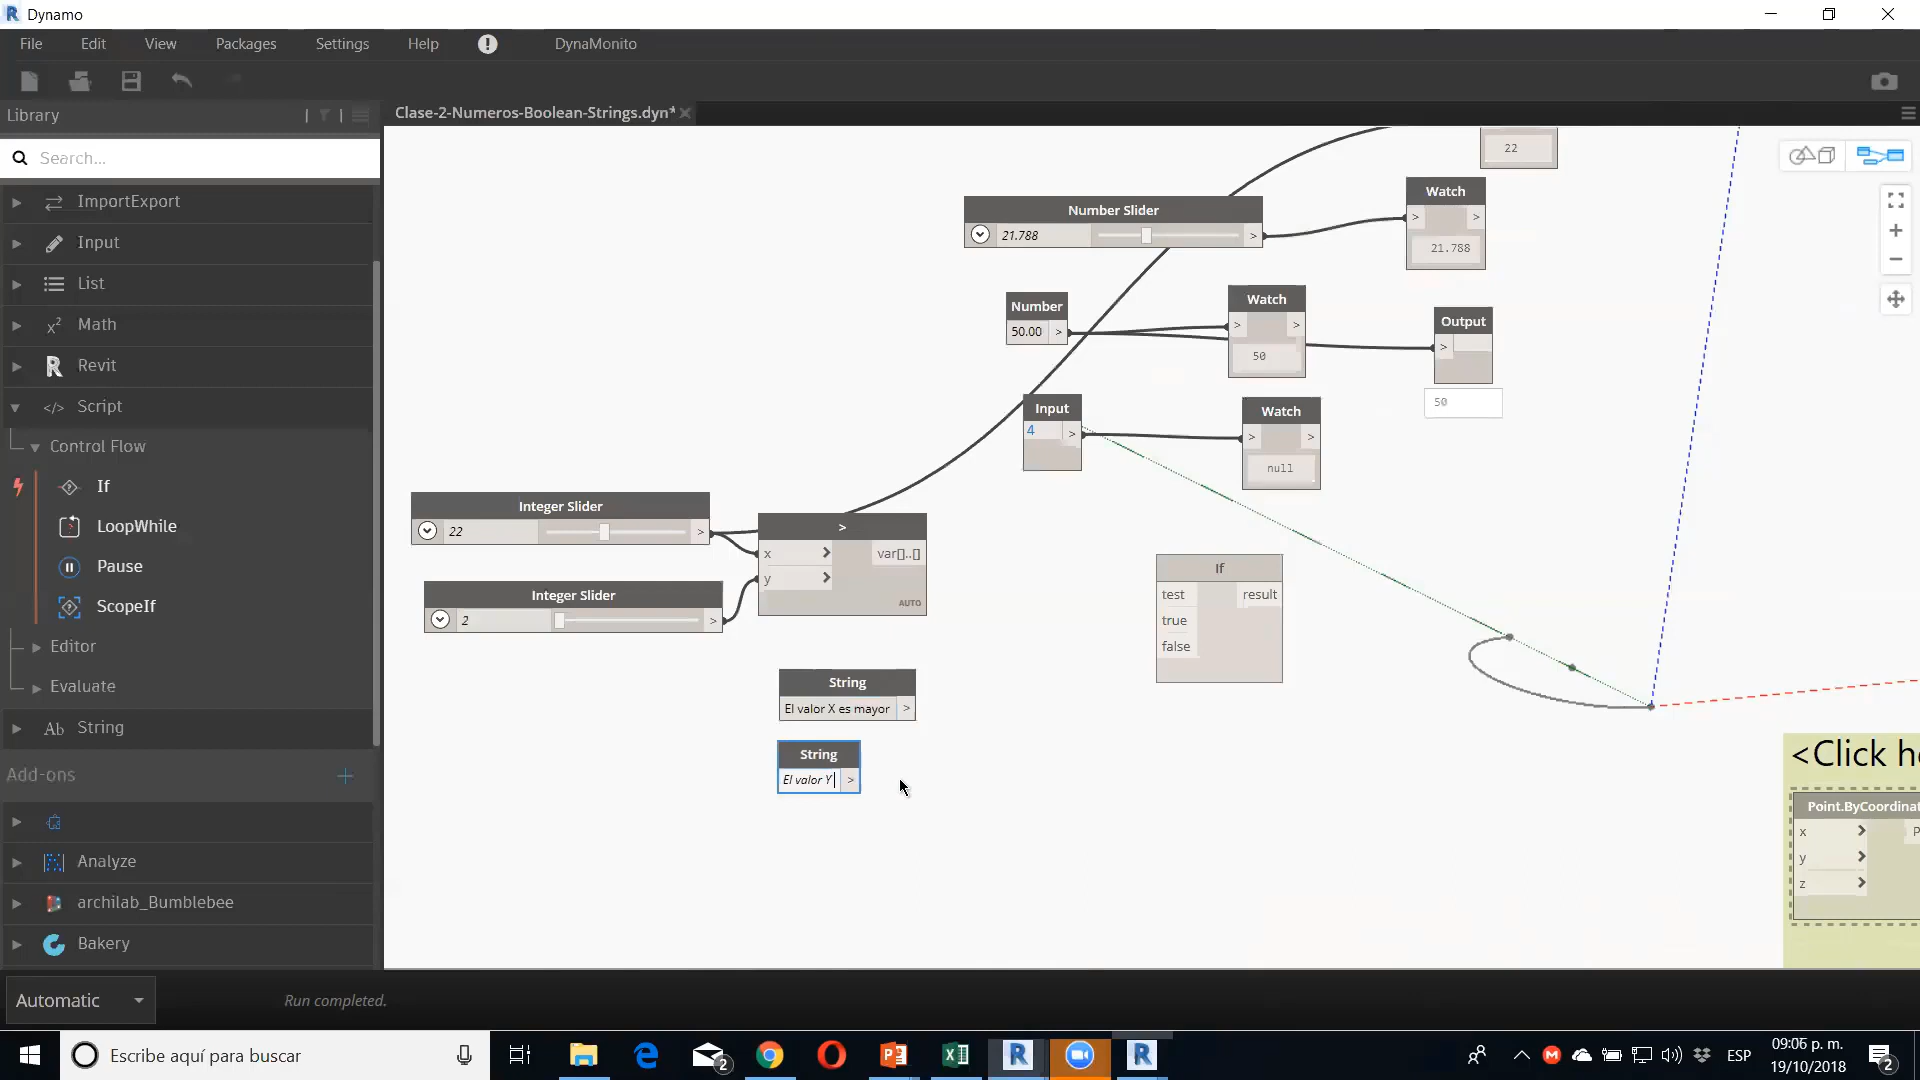 Dynamo
File Edit View Packages Settings Help DynaMonito
Library
Clase-2-Numeros-Boolean-Strings.dyn*
Search...
ImportExport
Input
List
Math
Revit
Script
Control Flow
If
LoopWhile
Pause
ScopeIf
Editor
Evaluate
String
Add-ons
Analyze
archilab_Bumblebee
Bakery
22
Watch
> >
21.788
Number Slider
21.788 >
Number
50.00 >
Watch
> >
50
Output
>
50
Input
4 >
Watch
> >
null
Integer Slider
22 >
Integer Slider
2 >
>
x var[]..[]
y
AUTO
If
test result
true
false
String
El valor X es mayor >
String
El valor Y >
<Click h
Point.ByCoordina
x P
y
z
Automatic
Run completed.
Escribe aquí para buscar
2
ESP
09:06 p. m.
19/10/2018
2